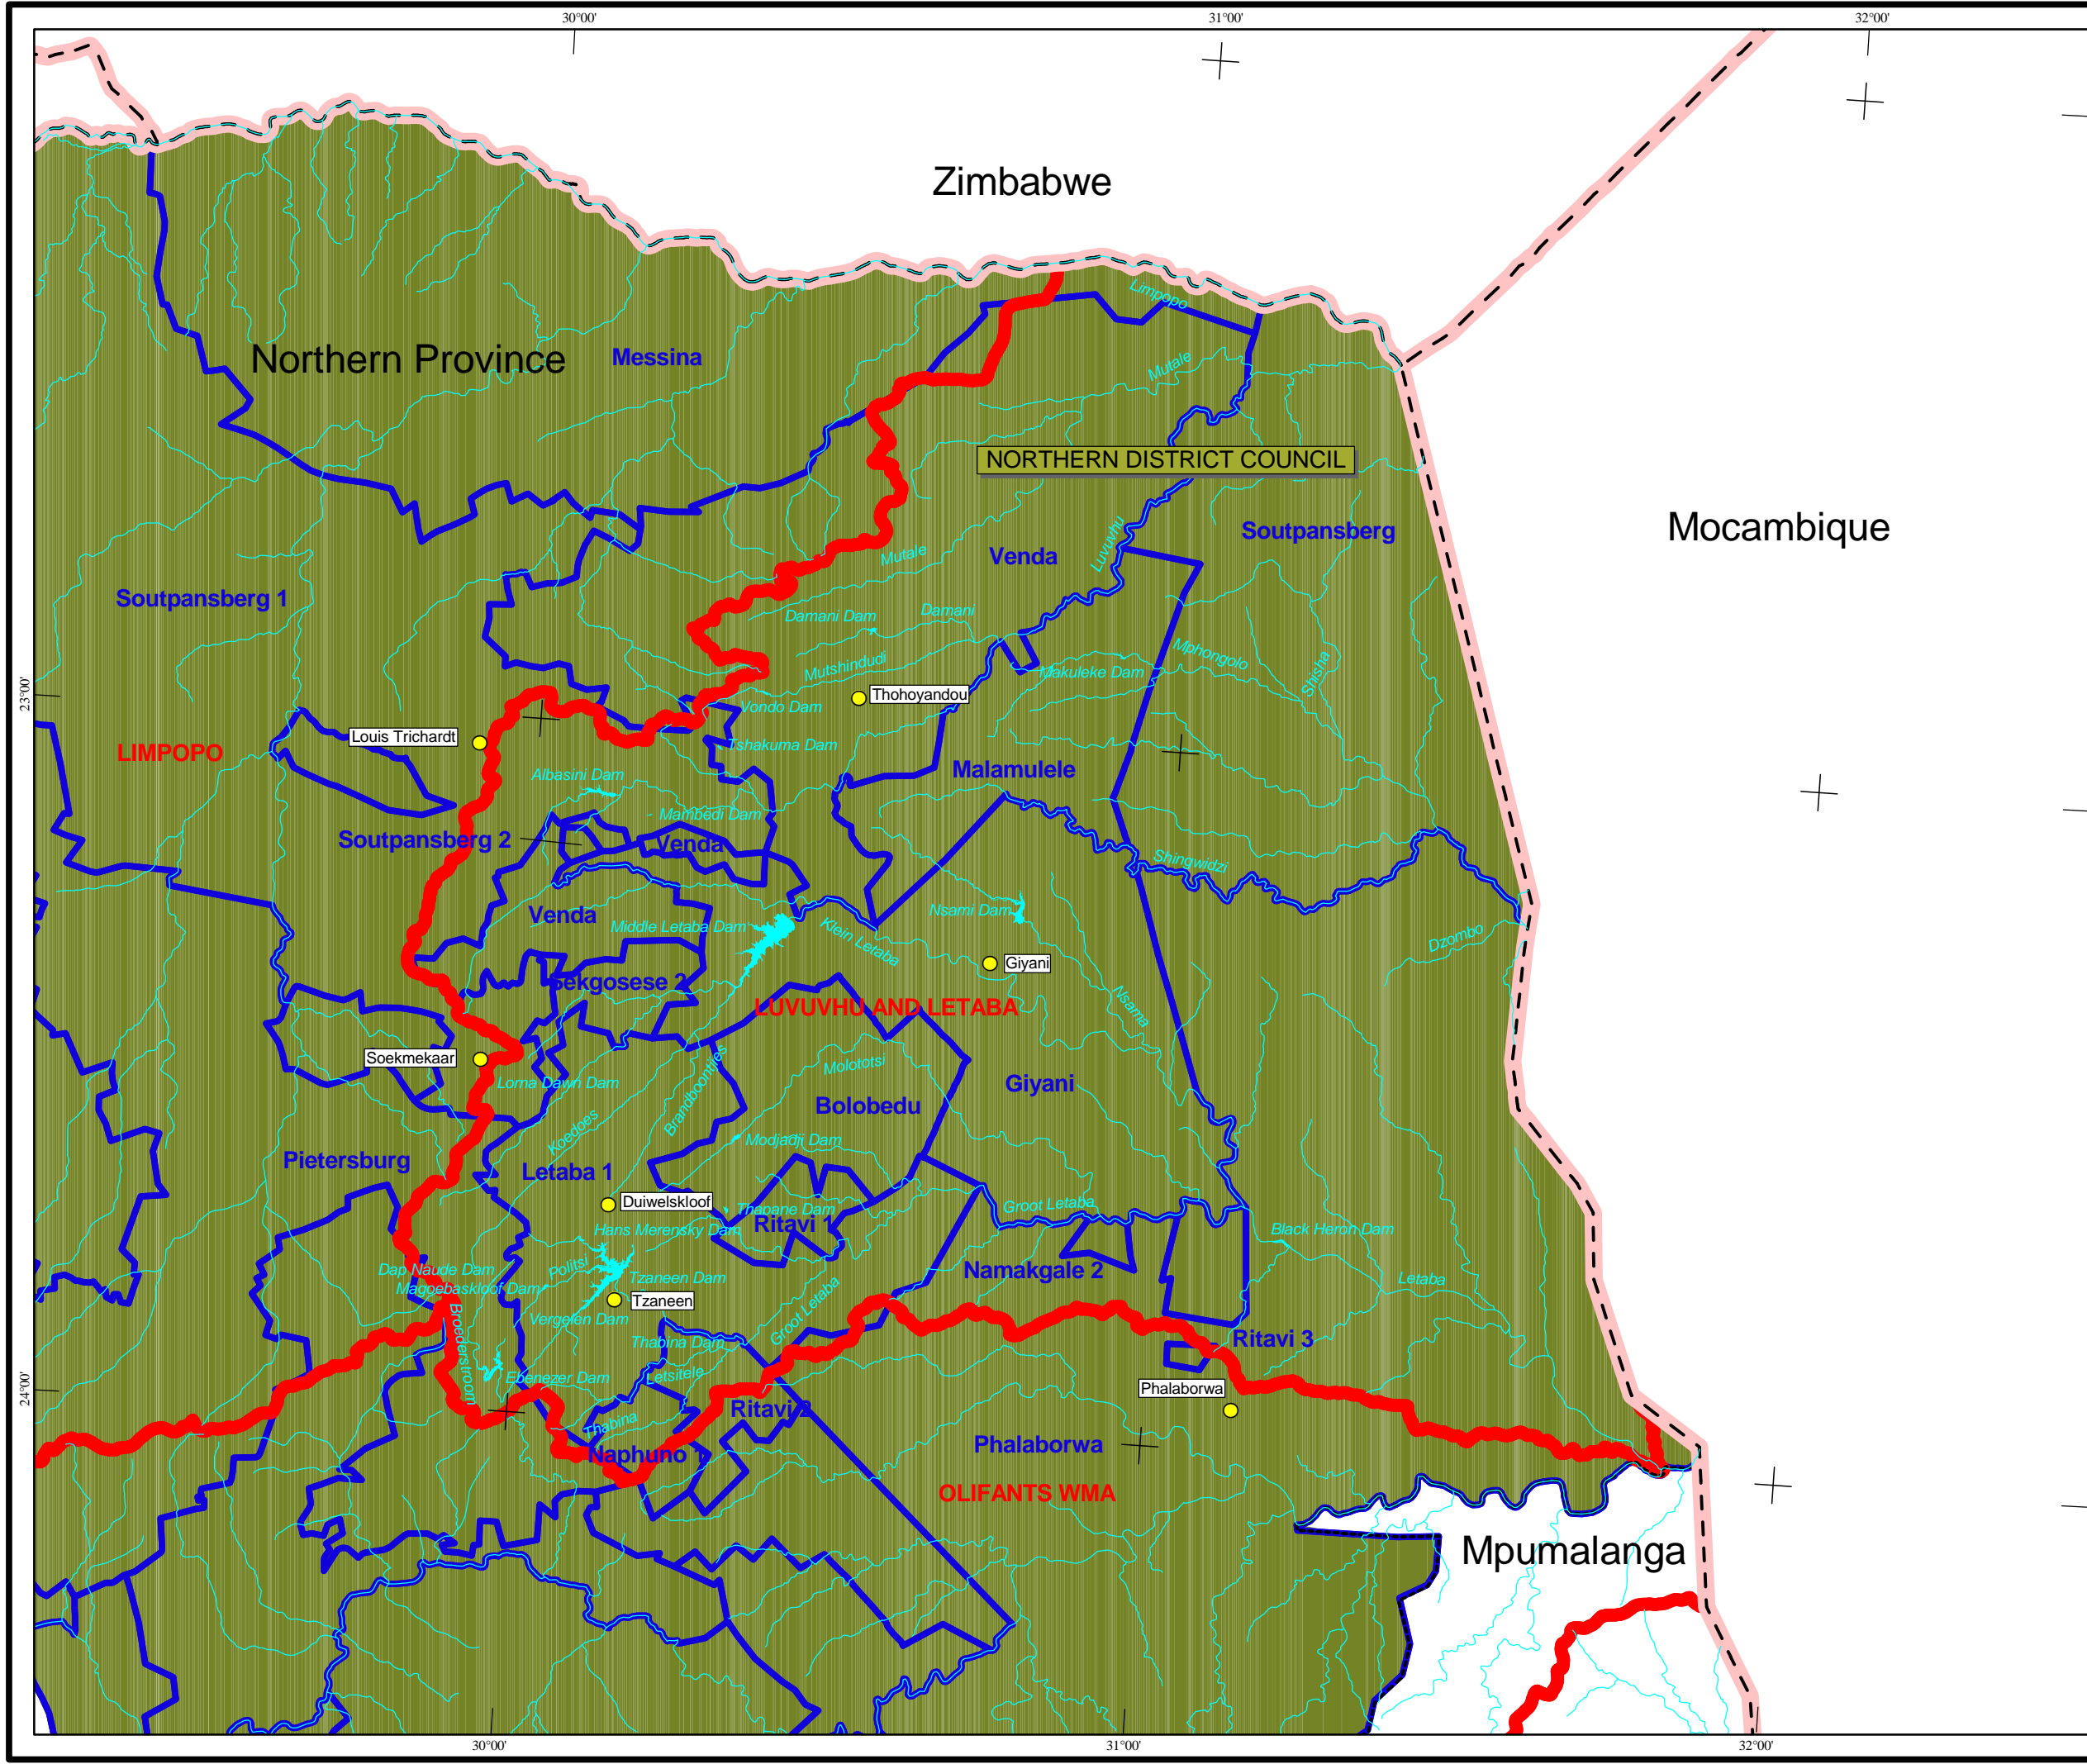 30°00'
31°00'
32°00'
Zimbabwe
Limpopo
Northern Province
Messina
Mutale
NORTHERN DISTRICT COUNCIL
Mocambique
Soutpansberg
Luvuvhu
Venda
Mutale
Soutpansberg 1
Damani Dam
Damani
Mutshindudi
Mphongolo
Makuleke Dam
Shisha
23°00'
Thohoyandou
Vondo Dam
Louis Trichardt
Tshakuma Dam
LIMPOPO
Malamulele
Albasini Dam
Mambedi Dam
Soutpansberg 2
Venda
Shingwidzi
Venda
Nsami Dam
Middle Letaba Dam
Klein Letaba
Dzombo
Giyani
Sekgosese 2
LUVUVHU AND LETABA
Nsama
Soekmekaar
Molototsi
Lorna Dawn Dam
Giyani
Brandboontjies
Bolobedu
Koedoes
Modjadji Dam
Pietersburg
Letaba 1
Duiwelskloof
Groot Letaba
Thapane Dam
Ritavi 1
Hans Merensky Dam
Black Heron Dam
Dap Naude Dam
Politsi
Namakgale 2
Tzaneen Dam
Letaba
Magoebaskloof Dam
Tzaneen
Groot Letaba
Vergelen Dam
Broederstroom
Thabina Dam
Ritavi 3
Letsitele
Ebenezer Dam
24°00'
Phalaborwa
Ritavi 2
Thabina
Phalaborwa
Naphuno 1
OLIFANTS WMA
Mpumalanga
30°00'
31°00'
32°00'